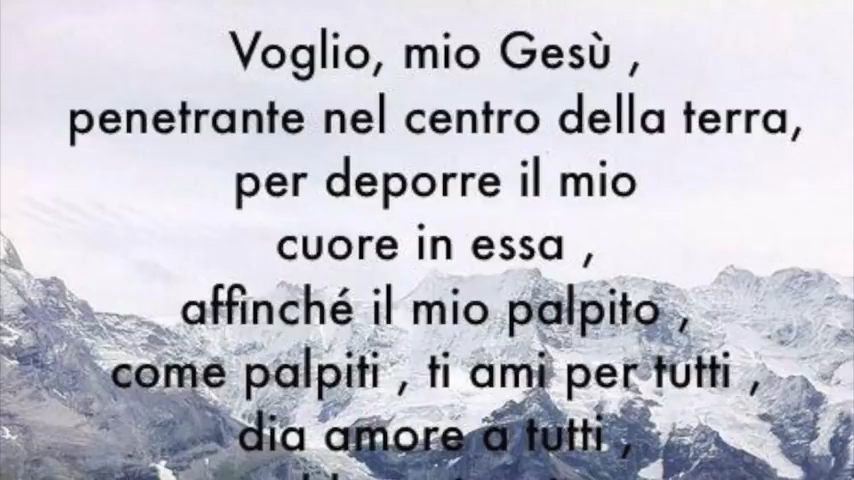 Voglio, mio Gesù ,
penetrante nel centro della terra,
per deporre il mio
cuore in essa ,
affinché il mio palpito ,
come palpiti , ti ami per tutti ,
dia amore a tutti ,